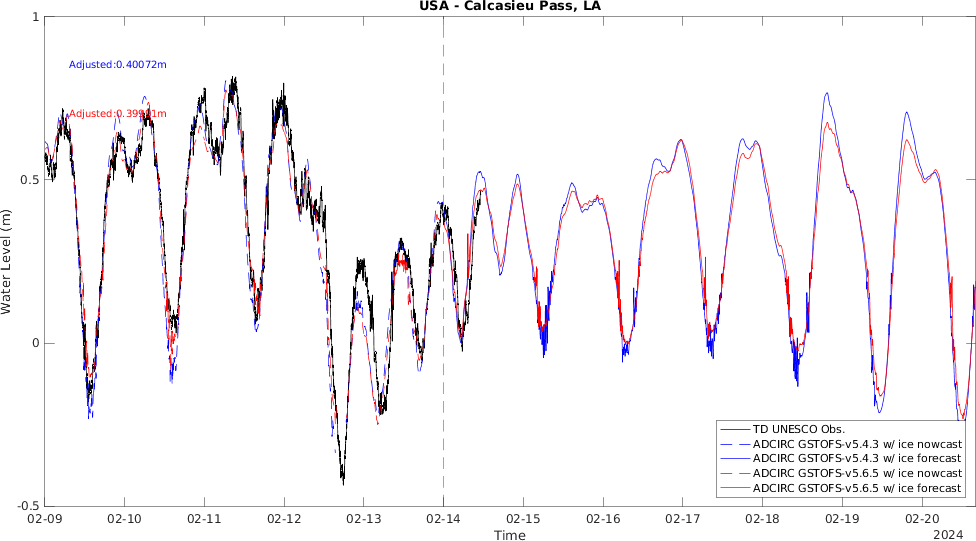 USA - Calcasieu Pass, LA
1
0.5
0
-0.5
Water Level (m)
Adjusted:0.40072m
02-09 02-10 02-11 02-12 02-13 02-14 02-15 02-16 02-17 02-18 02-19 02-20
Time
2024
TD UNESCO Obs.
ADCIRC GSTOFS-v5.4.3 w/ ice nowcast
ADCIRC GSTOFS-v5.4.3 w/ ice forecast
ADCIRC GSTOFS-v5.6.5 w/ ice nowcast
ADCIRC GSTOFS-v5.6.5 w/ ice forecast